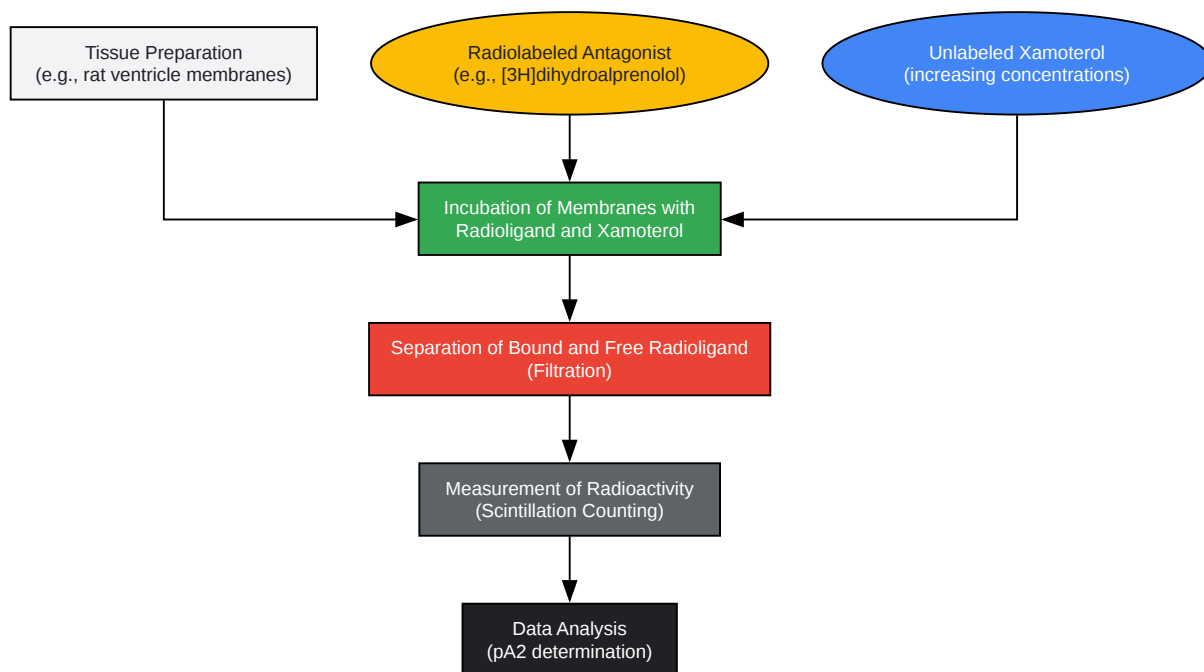 Tissue Preparation
(e.g., rat ventricle membranes)
Radiolabeled Antagonist
(e.g., [3H]dihydroalprenolol)
Unlabeled Xamoterol
(increasing concentrations)
Incubation of Membranes with
Radioligand and Xamoterol
Separation of Bound and Free Radioligand
(Filtration)
Measurement of Radioactivity
(Scintillation Counting)
Data Analysis
(pA2 determination)